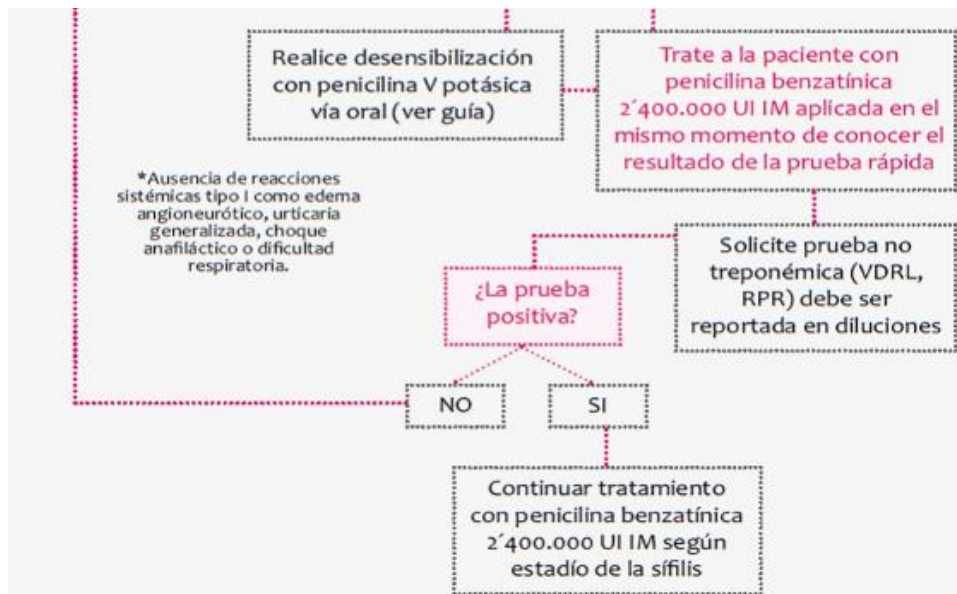 Realice desensibilización
con penicilina V potásica
vía oral (ver guía)
Trate a la paciente con
penicilina benzatínica
2´400.000 UI IM aplicada en el
mismo momento de conocer el
resultado de la prueba rápida
*Ausencia de reacciones
sistémicas tipo I como edema
angioneurótico, urticaria
generalizada, choque
anafiláctico o dificultad
respiratoria.
Solicite prueba no
treponémica (VDRL,
RPR) debe ser
reportada en diluciones
¿La prueba
positiva?
NO
SI
Continuar tratamiento
con penicilina benzatínica
2´400.000 UI IM según
estadío de la sífilis